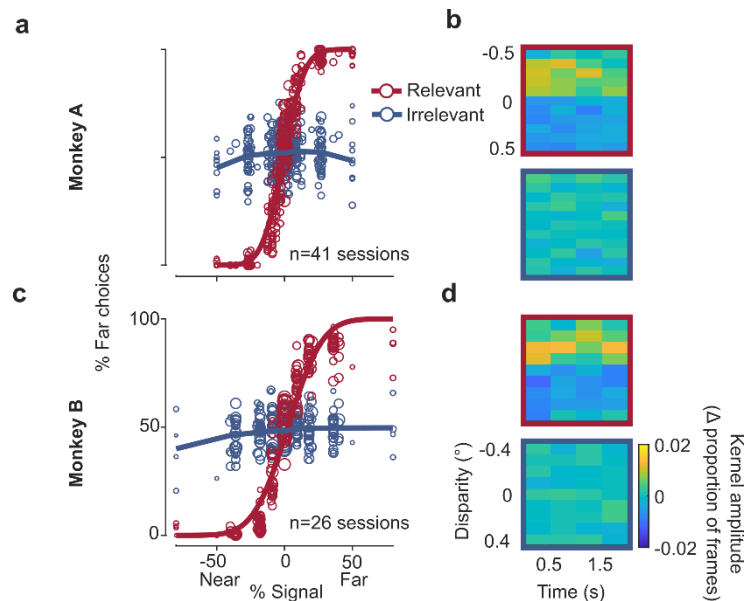 a
Monkey A
Relevant
Irrelevant
n=41 sessions
b
-0.5
0
0.5
c
Monkey B
% Far choices
100
50
0
n=26 sessions
-50
0
50
Near
% Signal
Far
d
Disparity (°)
-0.4
0
0.4
0.5
1.5
Time (s)
0.02
-0.02
Kernel amplitude
(Δ proportion of frames)